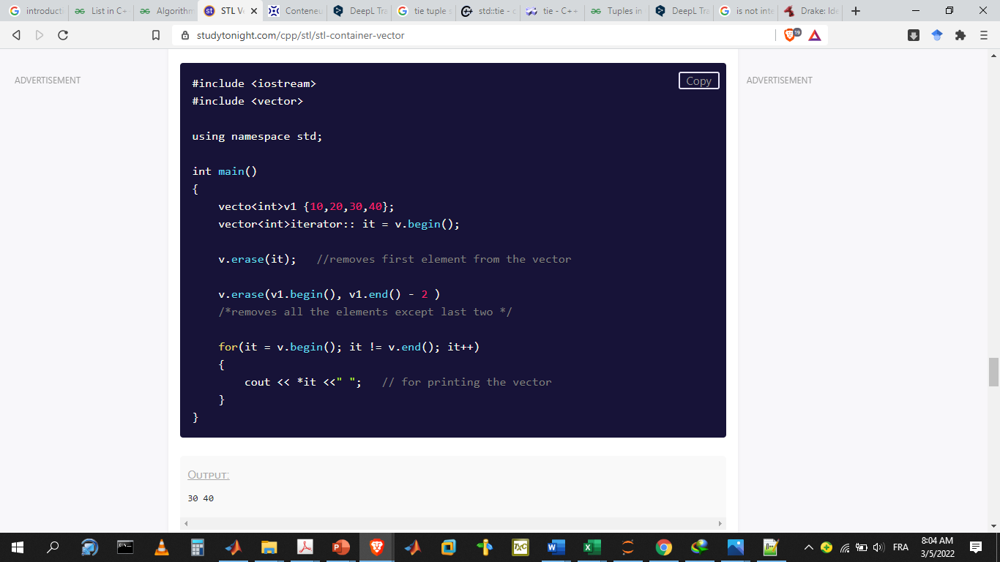 introducti
List in C+
Algorithm
STL Ve
Conteneu
DeepL Tra
tie tuple s
std::tie - c
tie - C++
Tuples in
DeepL Tra
is not inte
Drake: Ide
studytonight.com/cpp/stl/stl-container-vector
19
ADVERTISEMENT
ADVERTISEMENT
Copy
#include <iostream>
#include <vector>
using namespace std;
int main()
{
    vecto<int>v1 {10,20,30,40};
    vector<int>iterator:: it = v.begin();
    v.erase(it);   //removes first element from the vector
    v.erase(v1.begin(), v1.end() - 2 )
    /*removes all the elements except last two */
    for(it = v.begin(); it != v.end(); it++)
    {
        cout << *it <<" ";   // for printing the vector
    }
}
OUTPUT:
30 40
FRA
8:04 AM
3/5/2022